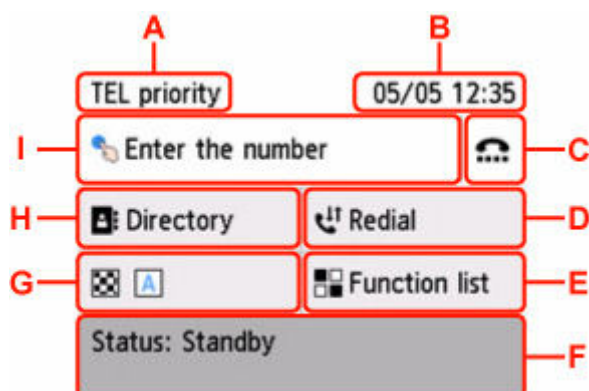 A B
TEL priority 05/05 12:35
I Enter the number C
H Directory Redial D
G A Function list E
Status: Standby
F